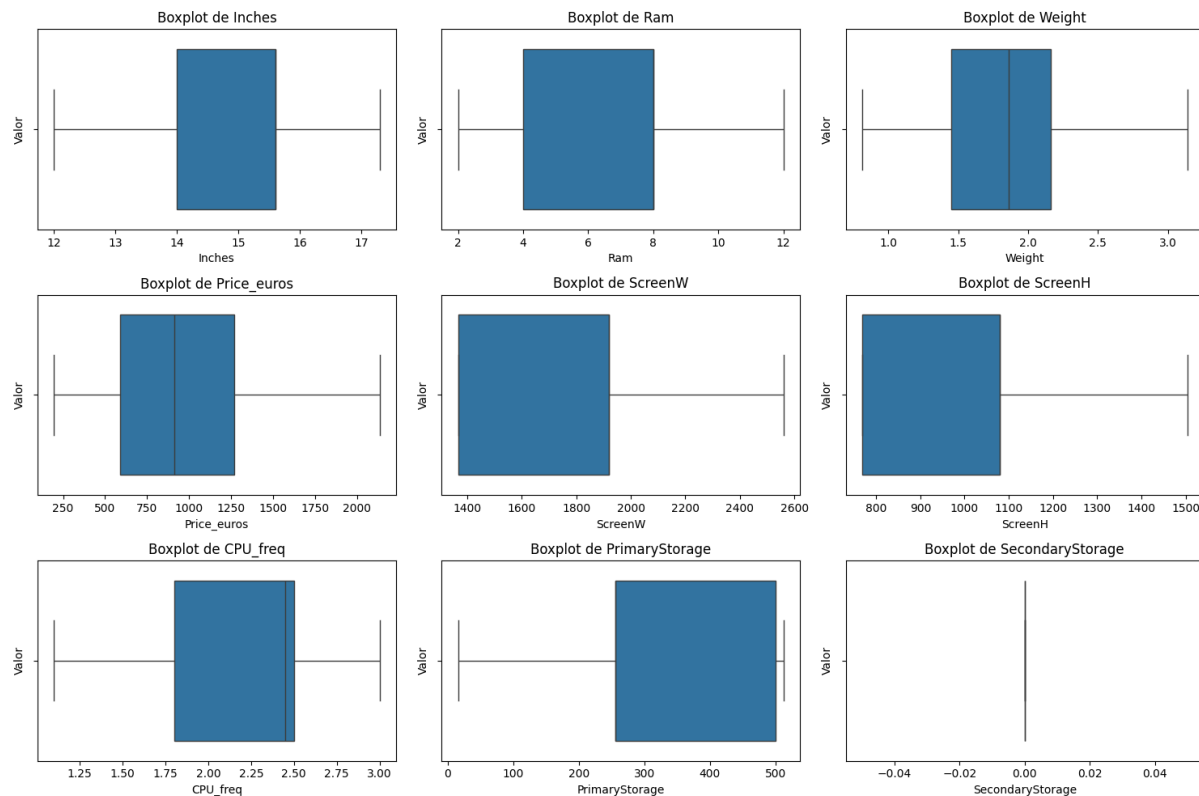 Boxplot de Inches
Valor
12 13 14 15 16 17
Inches
Boxplot de Ram
Valor
2 4 6 8 10 12
Ram
Boxplot de Weight
Valor
1.0 1.5 2.0 2.5 3.0
Weight
Boxplot de Price_euros
Valor
250 500 750 1000 1250 1500 1750 2000
Price_euros
Boxplot de ScreenW
Valor
1400 1600 1800 2000 2200 2400 2600
ScreenW
Boxplot de ScreenH
Valor
800 900 1000 1100 1200 1300 1400 1500
ScreenH
Boxplot de CPU_freq
Valor
1.25 1.50 1.75 2.00 2.25 2.50 2.75 3.00
CPU_freq
Boxplot de PrimaryStorage
Valor
0 100 200 300 400 500
PrimaryStorage
Boxplot de SecondaryStorage
Valor
−0.04 −0.02 0.00 0.02 0.04
SecondaryStorage